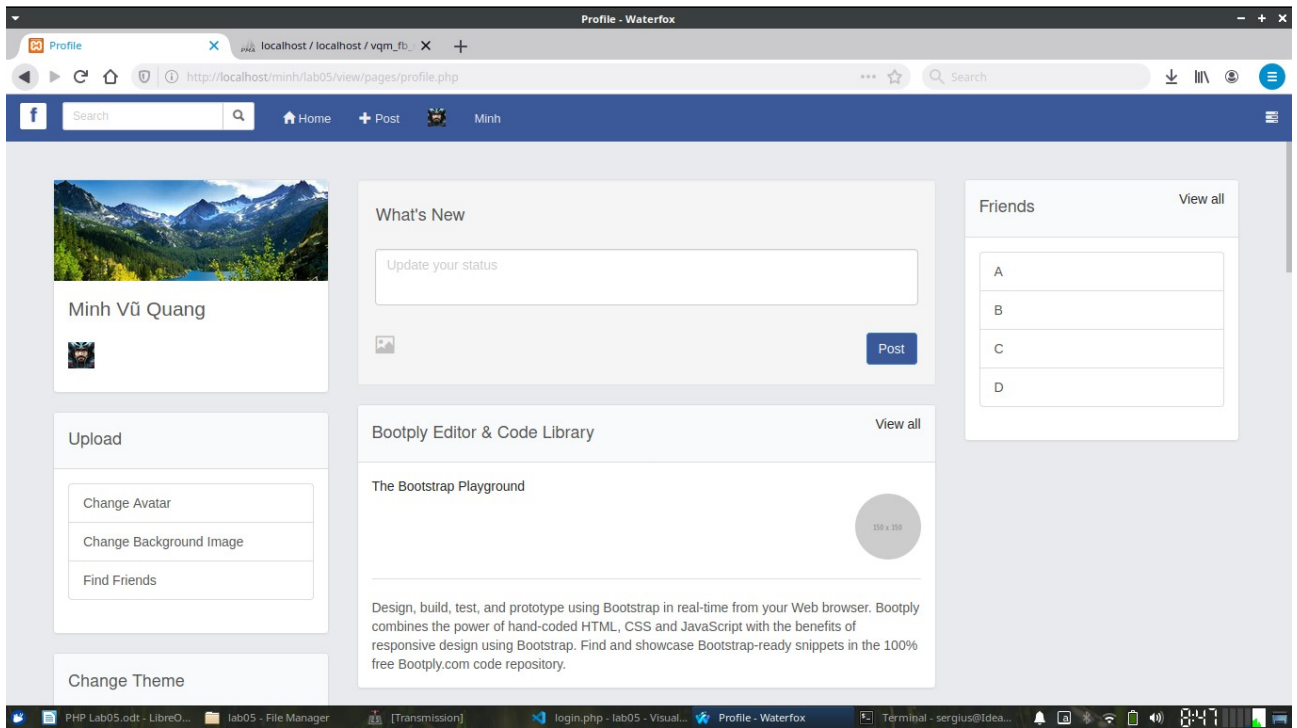 Profile - Waterfox
Profile
localhost / localhost / vqm_fb_
http://localhost/minh/lab05/view/pages/profile.php
Search
f
Search
Home
Post
Minh
Minh Vũ Quang
Upload
Change Avatar
Change Background Image
Find Friends
Change Theme
What's New
Update your status
Post
Bootply Editor & Code Library
View all
The Bootstrap Playground
150 x 150
Design, build, test, and prototype using Bootstrap in real-time from your Web browser. Bootply
combines the power of hand-coded HTML, CSS and JavaScript with the benefits of
responsive design using Bootstrap. Find and showcase Bootstrap-ready snippets in the 100%
free Bootply.com code repository.
Friends
View all
A
B
C
D
PHP Lab05.odt - LibreO...
lab05 - File Manager
[Transmission]
login.php - lab05 - Visual...
Profile - Waterfox
Terminal - sergius@Idea...
a
8:47